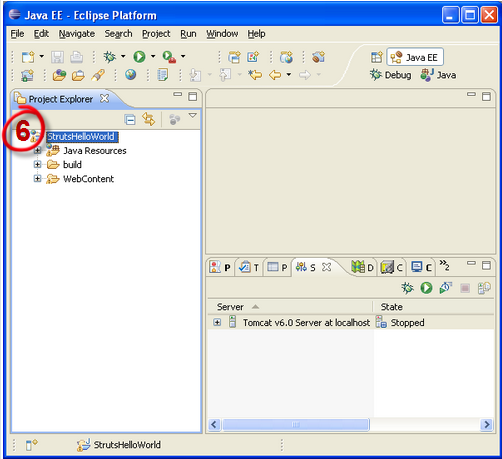 Java EE - Eclipse Platform
File Edit Navigate Search Project Run Window Help
Java EE
Debug Java
Project Explorer
6
StrutsHelloWorld
Java Resources
build
WebContent
P T P S D C C »2
Server State
Tomcat v6.0 Server at localhost Stopped
StrutsHelloWorld